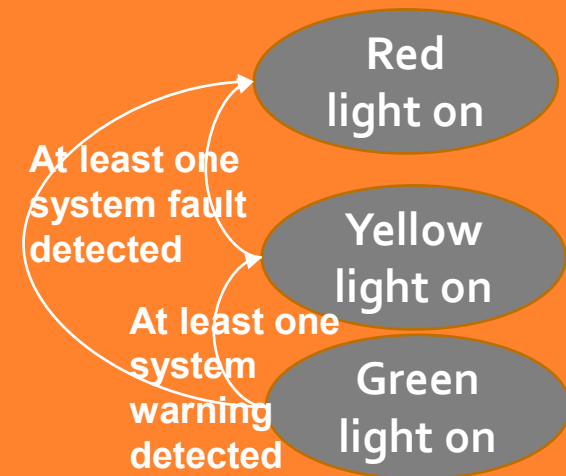 Red
light on
At least one
system fault
detected
Yellow
light on
At least one
system
warning
detected
Green
light on